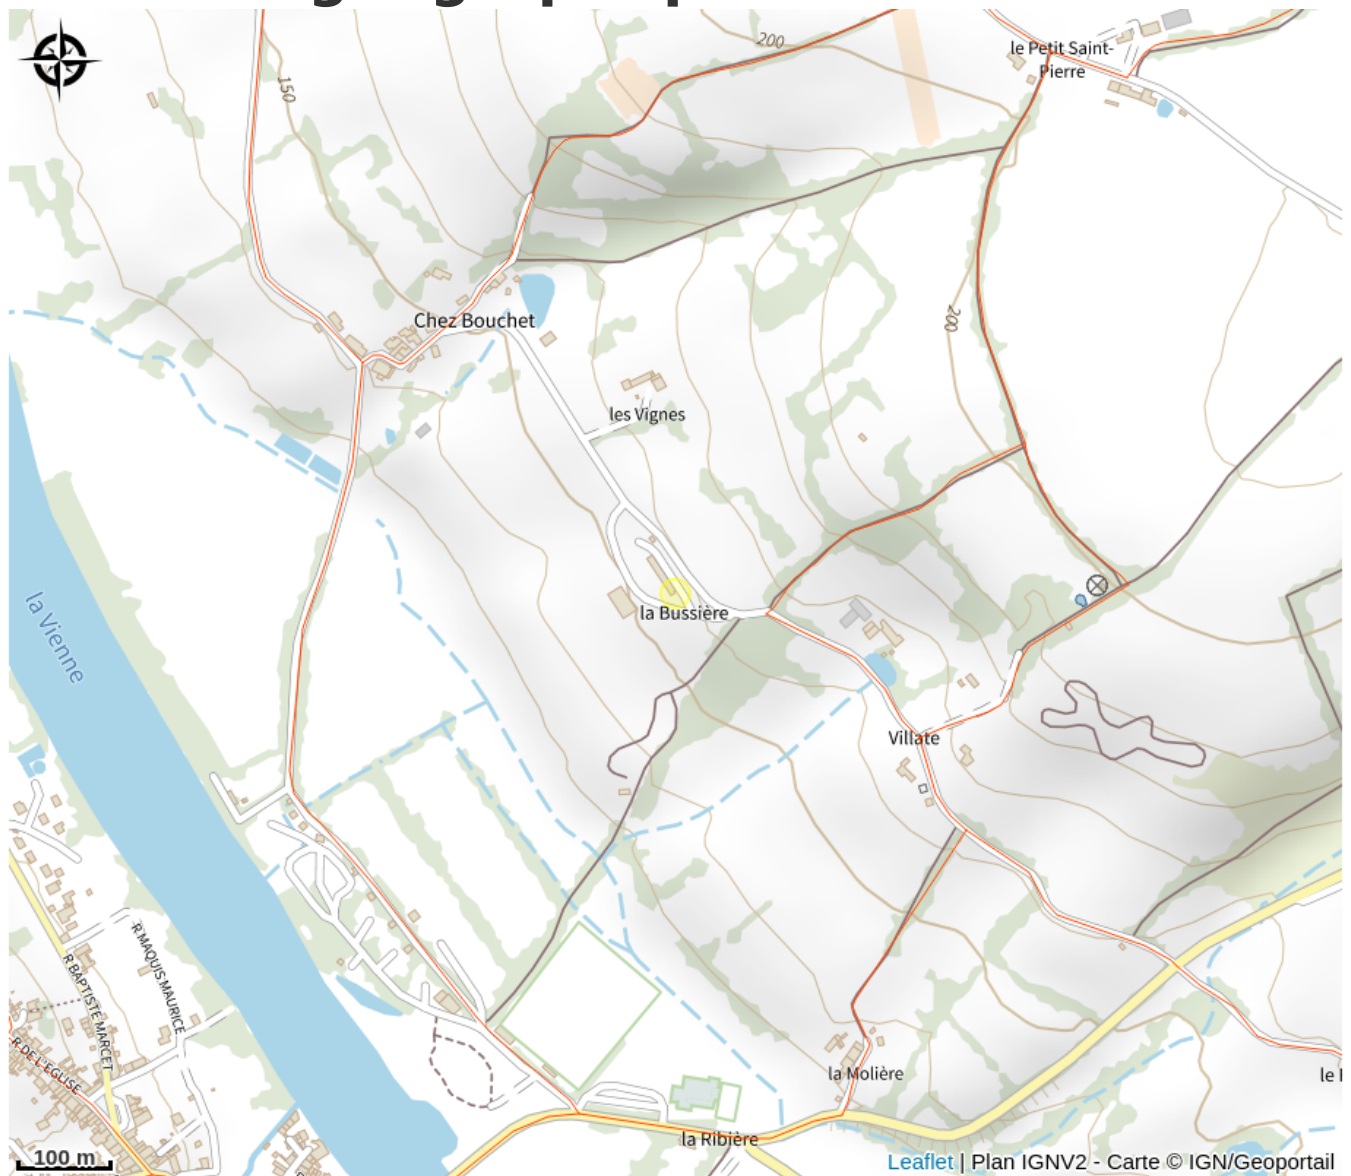 200
le Petit Saint-
Pierre
150
200
Chez Bouchet
les Vignes
la Vienne
la Bussière
Villate
R MAQUIS MAURICE
R BAPTISTE MARCET
R DE L'EGLISE
la Molière
le
la Ribière
100 m
Leaflet | Plan IGNV2 - Carte © IGN/Geoportail